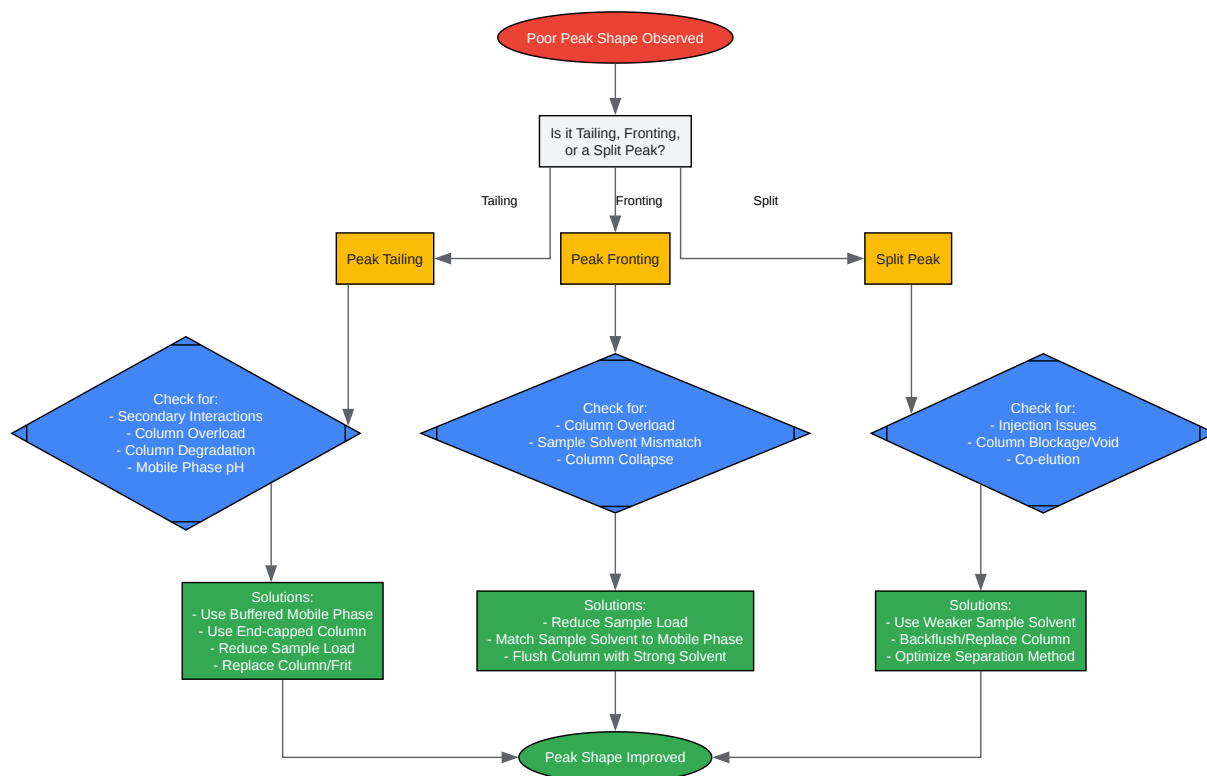 Poor Peak Shape Observed
Is it Tailing, Fronting,
or a Split Peak?
Tailing
Fronting
Split
Peak Tailing
Peak Fronting
Split Peak
Check for:
- Secondary Interactions
- Column Overload
- Column Degradation
- Mobile Phase pH
Check for:
- Column Overload
- Sample Solvent Mismatch
- Column Collapse
Check for:
- Injection Issues
- Column Blockage/Void
- Co-elution
Solutions:
- Use Buffered Mobile Phase
- Use End-capped Column
- Reduce Sample Load
- Replace Column/Frit
Solutions:
- Reduce Sample Load
- Match Sample Solvent to Mobile Phase
- Flush Column with Strong Solvent
Solutions:
- Use Weaker Sample Solvent
- Backflush/Replace Column
- Optimize Separation Method
Peak Shape Improved